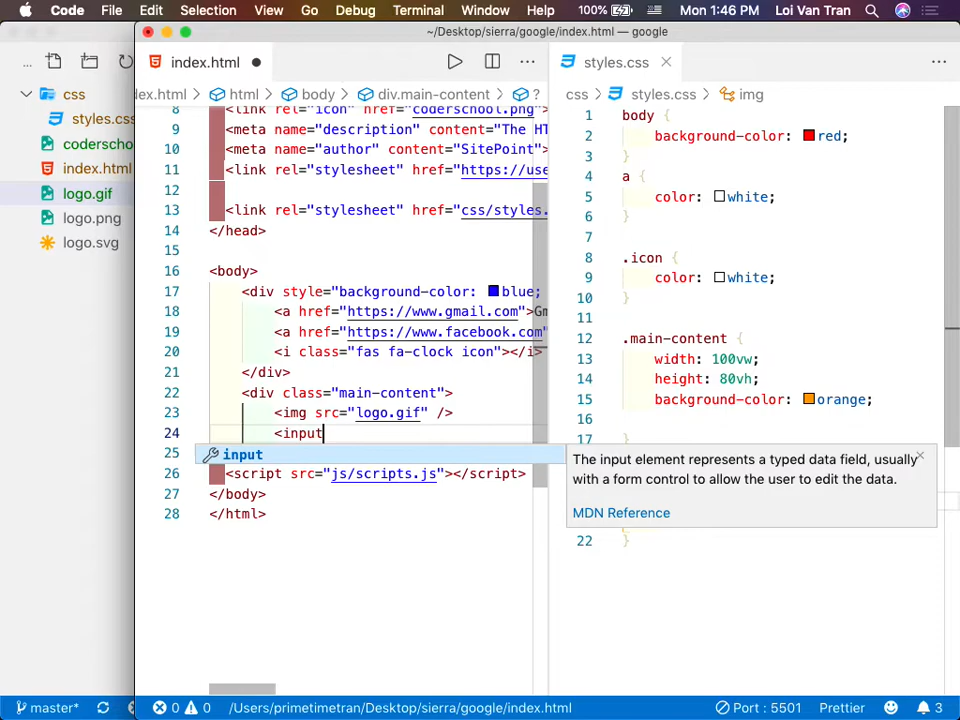 Code File Edit Selection View Go Debug Terminal Window Help 100% Mon 1:46 PM Loi Van Tran
~/Desktop/sierra/google/index.html — google
... index.html ● ···
styles.css × ···
css
styles.css
coderscho
index.html
logo.gif
logo.png
logo.svg
dex.html html body div.main-content ?
8 <link rel="icon" href="coderschool.png">
9 <meta name="description" content="The HT
10 <meta name="author" content="SitePoint">
11 <link rel="stylesheet" href="https://use
12
13 <link rel="stylesheet" href="css/styles.
14 </head>
15
16 <body>
17 <div style="background-color: blue;
18 <a href="https://www.gmail.com">Gm
19 <a href="https://www.facebook.com"
20 <i class="fas fa-clock icon"></i>
21 </div>
22 <div class="main-content">
23 <img src="logo.gif" />
24 <input
25
26 <script src="js/scripts.js"></script>
27 </body>
28 </html>
input
css styles.css img
1 body {
2 background-color: red;
3 }
4 a {
5 color: white;
6 }
7
8 .icon {
9 color: white;
10 }
11
12 .main-content {
13 width: 100vw;
14 height: 80vh;
15 background-color: orange;
16
17 }
The input element represents a typed data field, usually
with a form control to allow the user to edit the data.
MDN Reference
22 }
master* 0 0 /Users/primetimetran/Desktop/sierra/google/index.html Port : 5501 Prettier 3